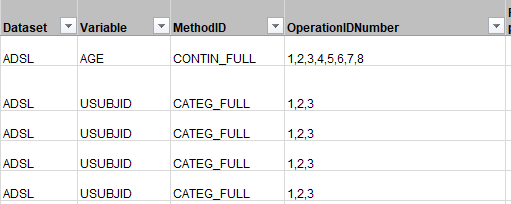 Dataset Variable MethodID OperationIDNumber
ADSL AGE CONTIN_FULL 1,2,3,4,5,6,7,8
ADSL USUBJID CATEG_FULL 1,2,3
ADSL USUBJID CATEG_FULL 1,2,3
ADSL USUBJID CATEG_FULL 1,2,3
ADSL USUBJID CATEG_FULL 1,2,3